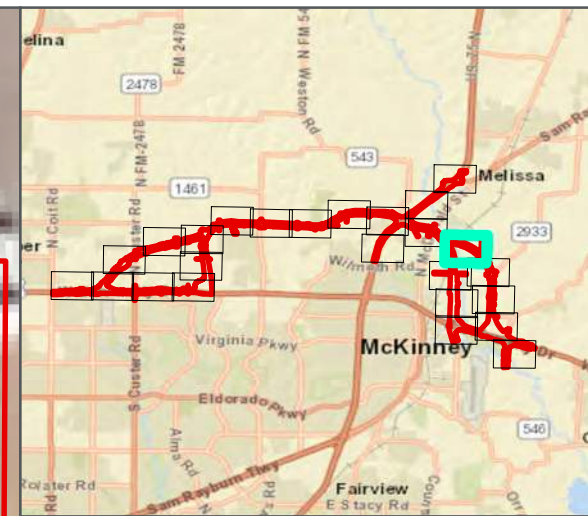 elina
FM 2478
N FM 54
US 75
2478
Weston Rd
Sam Ra
N FM-2478
543
N Coit Rd
1461
Melissa
2933
per
Wilmeth Rd
Virginia Pkwy
McKinney
Dr
S Custer Rd
Eldorado Pkwy
546
Alma Rd
Rolater Rd
Sam Rayburn Tlwy
Fairview
E Stacy Rd
Rd